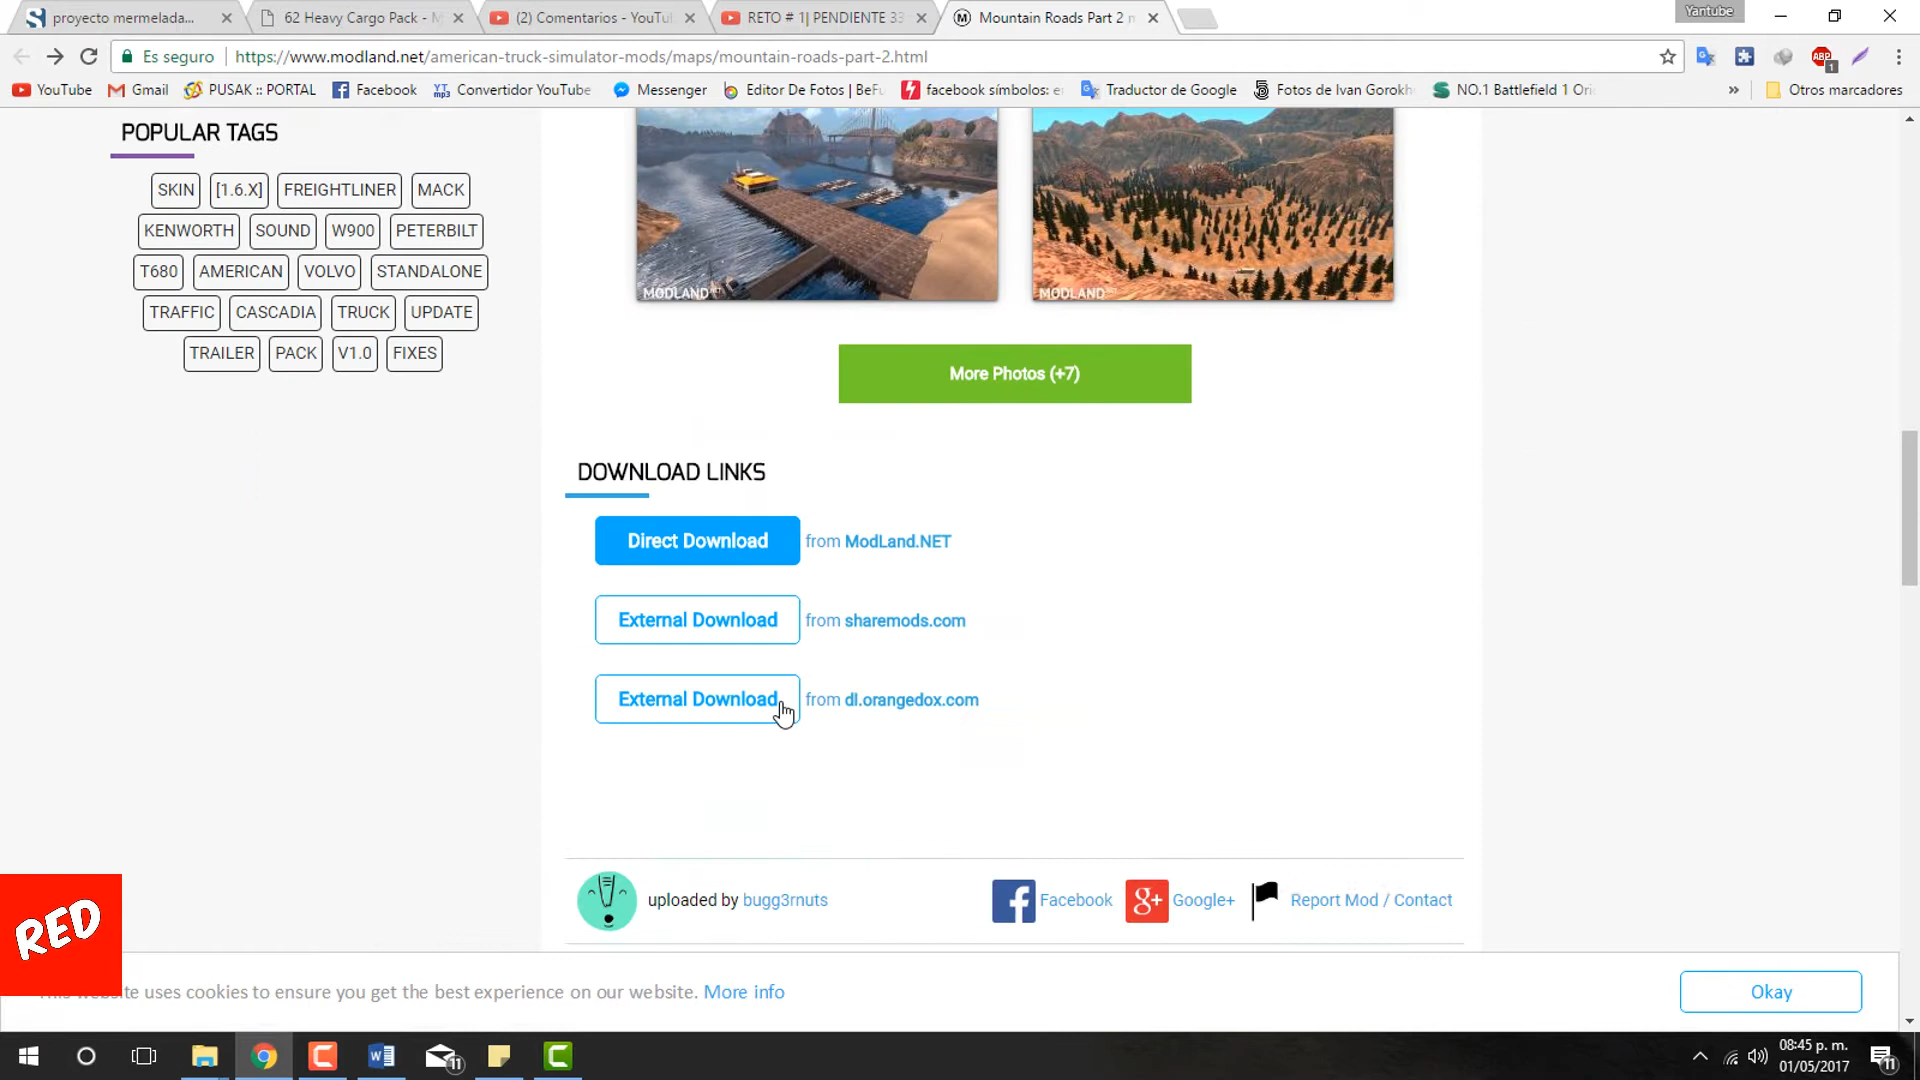 proyecto mermelada...
62 Heavy Cargo Pack - M
(2) Comentarios - YouTu
RETO # 1| PENDIENTE 33
Mountain Roads Part 2 m
Yantube
Es seguro
https://www.modland.net/american-truck-simulator-mods/maps/mountain-roads-part-2.html
ABP
1
YouTube
Gmail
PUSAK :: PORTAL
Facebook
Convertidor YouTube
Messenger
Editor De Fotos | BeFu
facebook símbolos: e
Traductor de Google
Fotos de Ivan Gorokh
NO.1 Battlefield 1 Ori
»
Otros marcadores
POPULAR TAGS
SKIN [1.6.X] FREIGHTLINER MACK
KENWORTH SOUND W900 PETERBILT
T680 AMERICAN VOLVO STANDALONE
TRAFFIC CASCADIA TRUCK UPDATE
TRAILER PACK V1.0 FIXES
MODLAND
MODLAND
More Photos (+7)
DOWNLOAD LINKS
Direct Download from ModLand.NET
External Download from sharemods.com
External Download from dl.orangedox.com
uploaded by bugg3rnuts
Facebook
Google+
Report Mod / Contact
RED
website uses cookies to ensure you get the best experience on our website. More info
Okay
11
08:45 p. m.
01/05/2017
11